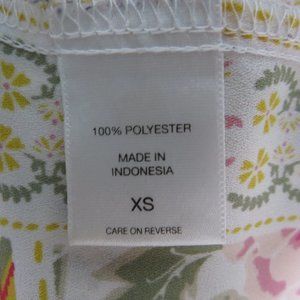 100% POLYESTER
MADE IN
INDONESIA
XS
CARE ON REVERSE